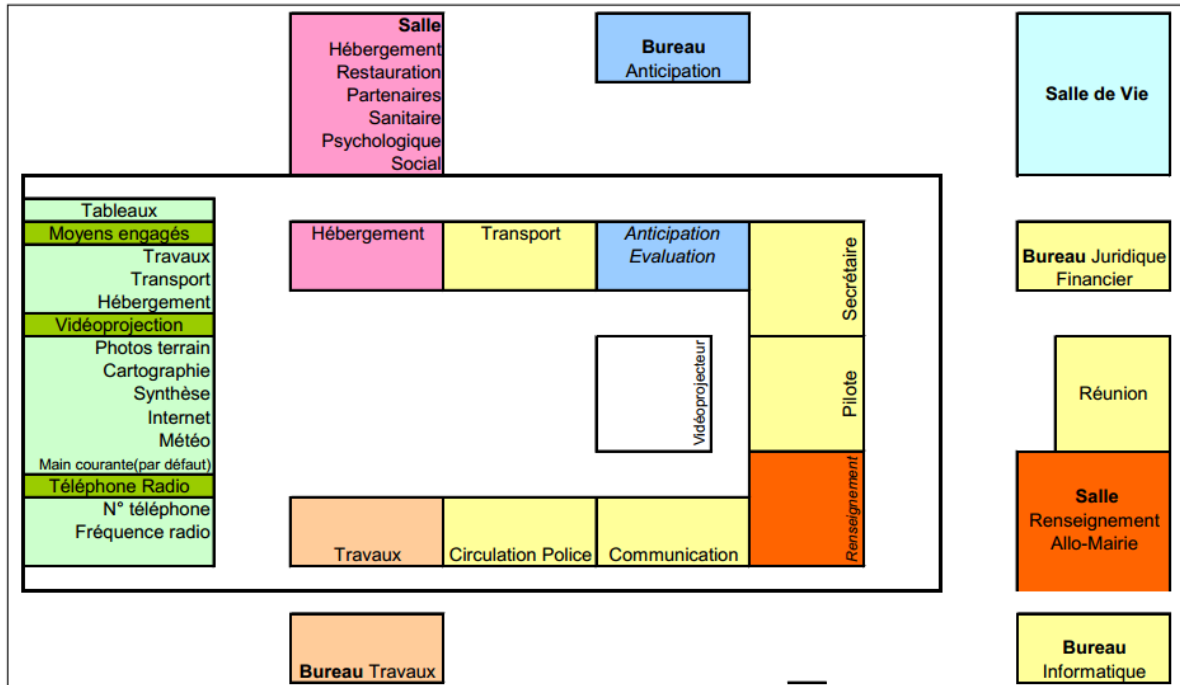 Salle
Hébergement
Restauration
Partenaires
Sanitaire
Psychologique
Social
Bureau
Anticipation
Salle de Vie
Tableaux
Moyens engagés
Travaux
Transport
Hébergement
Vidéoprojection
Photos terrain
Cartographie
Synthèse
Internet
Météo
Main courante(par défaut)
Téléphone Radio
N° téléphone
Fréquence radio
Hébergement
Transport
Anticipation
Evaluation
Secrétaire
Vidéoprojecteur
Pilote
Renseignement
Travaux
Circulation Police
Communication
Bureau Juridique
Financier
Réunion
Salle
Renseignement
Allo-Mairie
Bureau Travaux
Bureau
Informatique